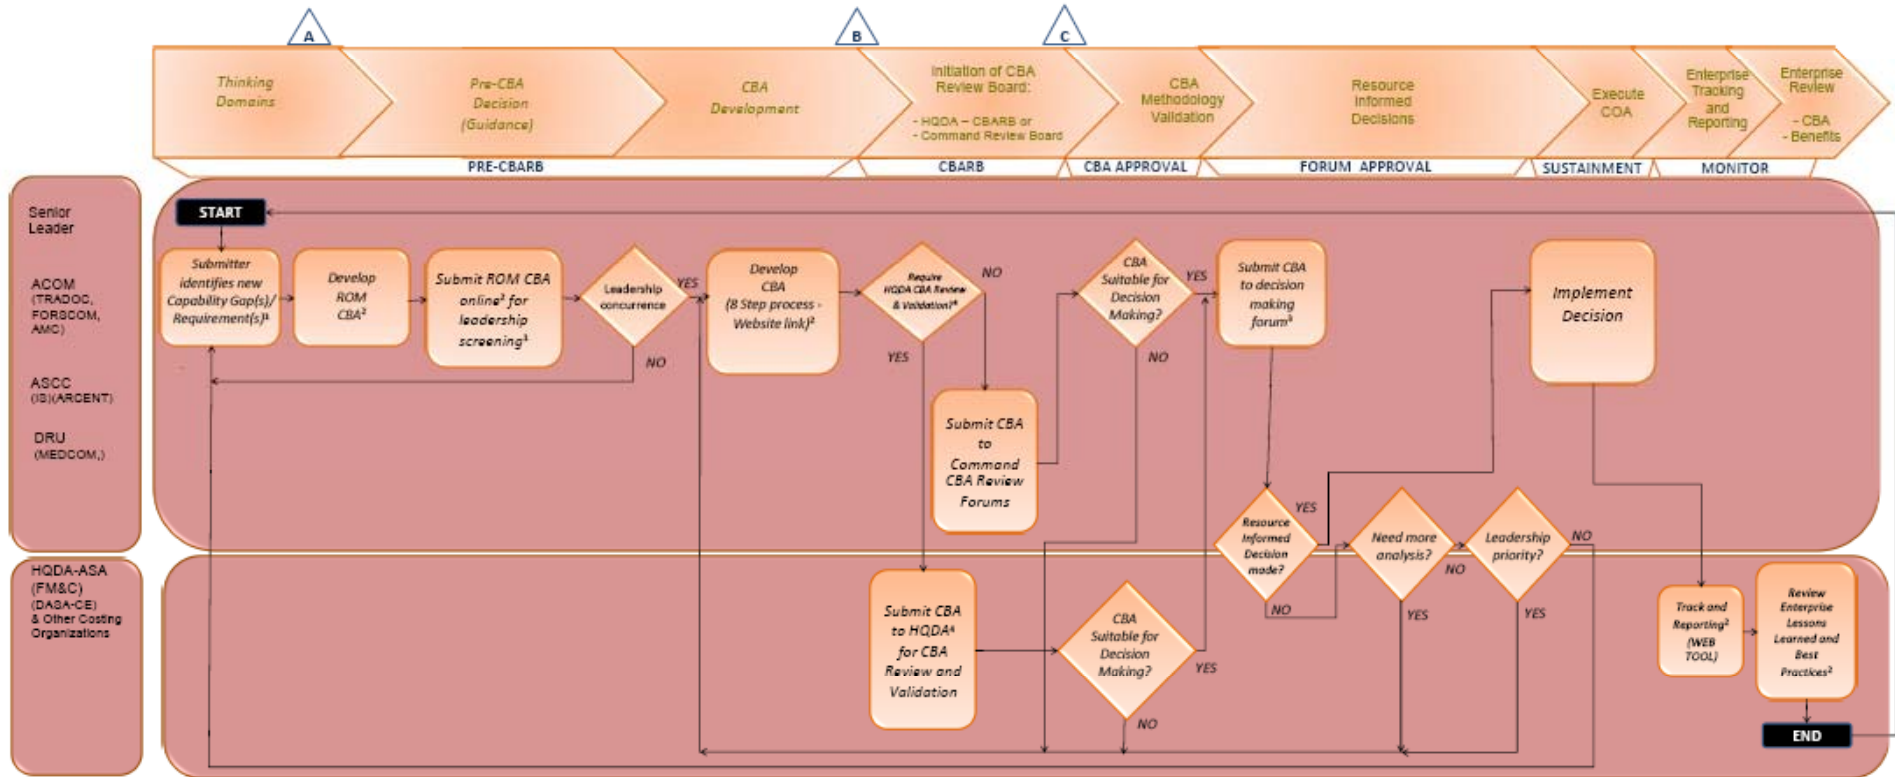 A
B
C
Thinking
Domains
Pre-CBA
Decision
(Guidance)
CBA
Development
Initiation of CBA
Review Board:
- HQDA – CBARB or
- Command Review Board
CBA
Methodology
Validation
Resource
Informed
Decisions
Execute
COA
Enterprise
Tracking
and
Reporting
Enterprise
Review
- CBA
- Benefits
PRE-CBARB
CBARB
CBA APPROVAL
FORUM APPROVAL
SUSTAINMENT
MONITOR
Senior
Leader
ACOM
(TRADOC,
FORSCOM,
AMC)
ASCC
(IS)(ARCENT)
DRU
(MEDCOM,)
START
Submitter
identifies new
Capability Gap(s)/
Requirement(s)¹
Develop
ROM
CBA²
Submit ROM CBA
online² for
leadership
screening³
Leadership
concurrence
YES
NO
Develop
CBA
(8 Step process -
Website link)²
Require
HQDA CBA Review
& Validation?⁴
NO
YES
Submit CBA
to
Command
CBA Review
Forums
CBA
Suitable for
Decision
Making?
YES
NO
Submit CBA
to decision
making
forum⁵
Implement
Decision
Resource
Informed
Decision
made?
YES
NO
Need more
analysis?
NO
YES
Leadership
priority?
NO
YES
HQDA-ASA
(FM&C)
(DASA-CE)
& Other Costing
Organizations
Submit CBA
to HQDA⁴
for CBA
Review and
Validation
CBA
Suitable for
Decision
Making?
YES
NO
Track and
Reporting²
(WEB
TOOL)
Review
Enterprise
Lessons
Learned and
Best
Practices²
END